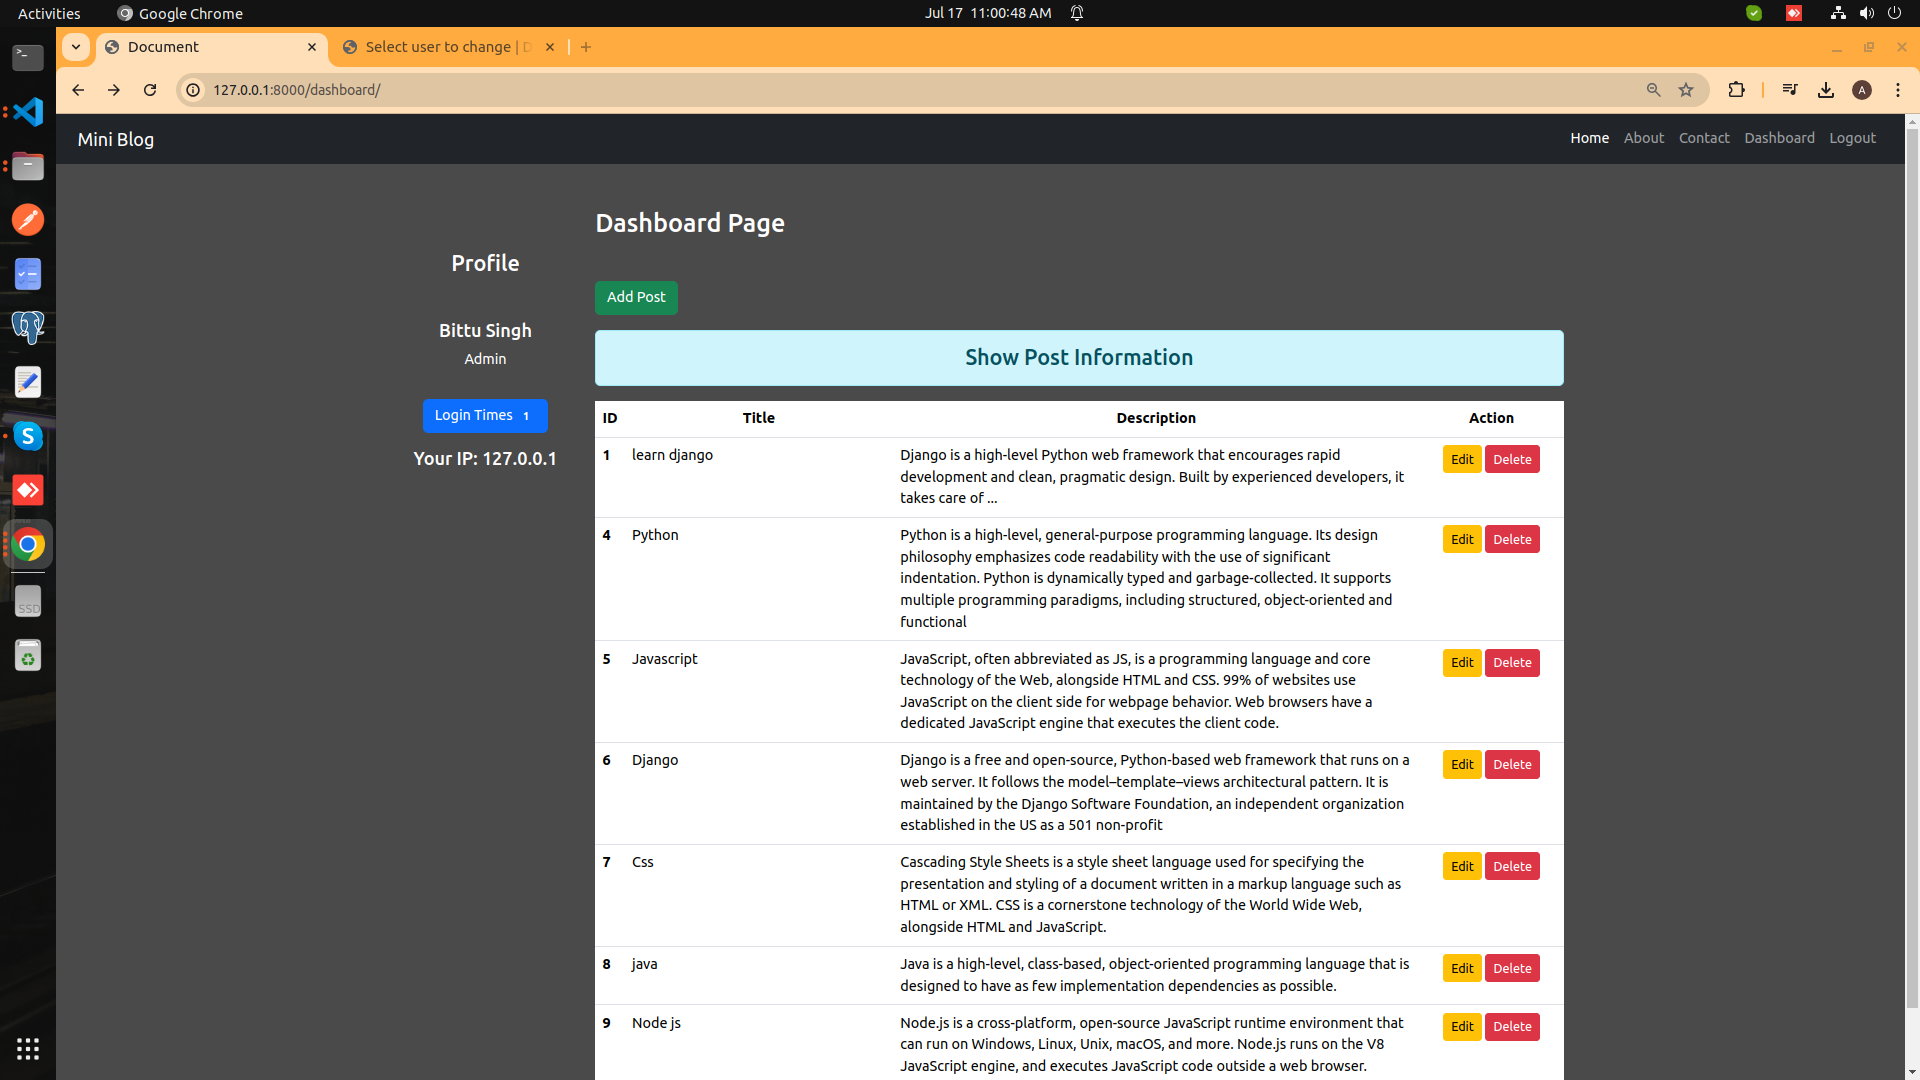 Activities
Google Chrome
Jul 17 11:00:48 AM
Document
Select user to change | D
127.0.0.1:8000/dashboard/
A
Mini Blog
Home About Contact Dashboard Logout
Dashboard Page
Profile
Add Post
Bittu Singh
Admin
Show Post Information
Login Times 1
Your IP: 127.0.0.1
ID Title Description Action
1 learn django Django is a high-level Python web framework that encourages rapid Edit Delete
development and clean, pragmatic design. Built by experienced developers, it
takes care of ...
4 Python Python is a high-level, general-purpose programming language. Its design Edit Delete
philosophy emphasizes code readability with the use of significant
indentation. Python is dynamically typed and garbage-collected. It supports
multiple programming paradigms, including structured, object-oriented and
functional
5 Javascript JavaScript, often abbreviated as JS, is a programming language and core Edit Delete
technology of the Web, alongside HTML and CSS. 99% of websites use
JavaScript on the client side for webpage behavior. Web browsers have a
dedicated JavaScript engine that executes the client code.
6 Django Django is a free and open-source, Python-based web framework that runs on a Edit Delete
web server. It follows the model–template–views architectural pattern. It is
maintained by the Django Software Foundation, an independent organization
established in the US as a 501 non-profit
7 Css Cascading Style Sheets is a style sheet language used for specifying the Edit Delete
presentation and styling of a document written in a markup language such as
HTML or XML. CSS is a cornerstone technology of the World Wide Web,
alongside HTML and JavaScript.
8 java Java is a high-level, class-based, object-oriented programming language that is Edit Delete
designed to have as few implementation dependencies as possible.
9 Node js Node.js is a cross-platform, open-source JavaScript runtime environment that Edit Delete
can run on Windows, Linux, Unix, macOS, and more. Node.js runs on the V8
JavaScript engine, and executes JavaScript code outside a web browser.
SSD